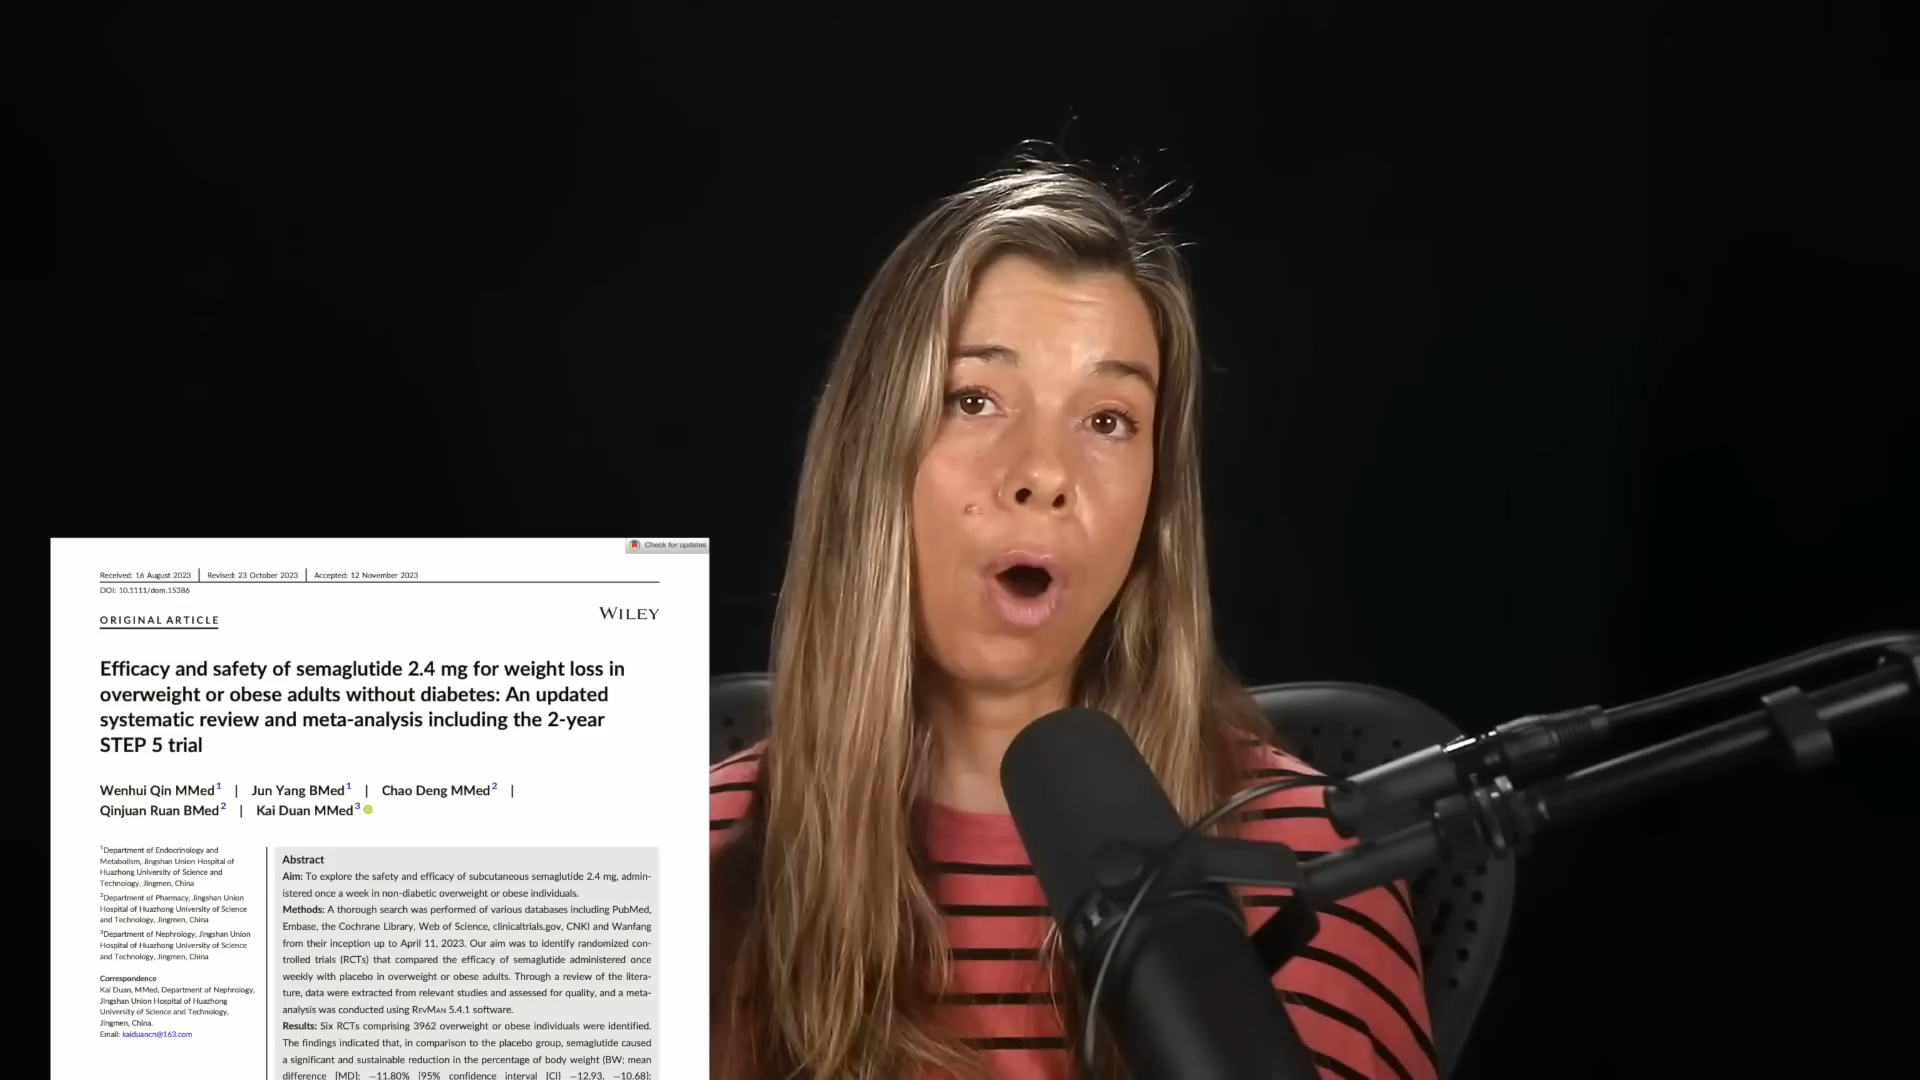 Check for updates
Received: 16 August 2023 | Revised: 23 October 2023 | Accepted: 12 November 2023
DOI: 10.1111/dom.15386
ORIGINAL ARTICLE
WILEY
Efficacy and safety of semaglutide 2.4 mg for weight loss in
overweight or obese adults without diabetes: An updated
systematic review and meta-analysis including the 2-year
STEP 5 trial
Wenhui Qin MMed1 | Jun Yang BMed1 | Chao Deng MMed2 |
Qinjuan Ruan BMed2 | Kai Duan MMed3
1Department of Endocrinology and
Metabolism, Jingshan Union Hospital of
Huazhong University of Science and
Technology, Jingmen, China
2Department of Pharmacy, Jingshan Union
Hospital of Huazhong University of Science
and Technology, Jingmen, China
3Department of Nephrology, Jingshan Union
Hospital of Huazhong University of Science
and Technology, Jingmen, China
Correspondence
Kai Duan, MMed, Department of Nephrology,
Jingshan Union Hospital of Huazhong
University of Science and Technology,
Jingmen, China.
Email: kaiduancn@163.com
Abstract
Aim: To explore the safety and efficacy of subcutaneous semaglutide 2.4 mg, admin-
istered once a week in non-diabetic overweight or obese individuals.
Methods: A thorough search was performed of various databases including PubMed,
Embase, the Cochrane Library, Web of Science, clinicaltrials.gov, CNKI and Wanfang
from their inception up to April 11, 2023. Our aim was to identify randomized con-
trolled trials (RCTs) that compared the efficacy of semaglutide administered once
weekly with placebo in overweight or obese adults. Through a review of the litera-
ture, data were extracted from relevant studies and assessed for quality, and a meta-
analysis was conducted using REVMAN 5.4.1 software.
Results: Six RCTs comprising 3962 overweight or obese individuals were identified.
The findings indicated that, in comparison to the placebo group, semaglutide caused
a significant and sustainable reduction in the percentage of body weight (BW; mean
difference [MD]: −11.80% [95% confidence interval {CI} −12.93, −10.68];